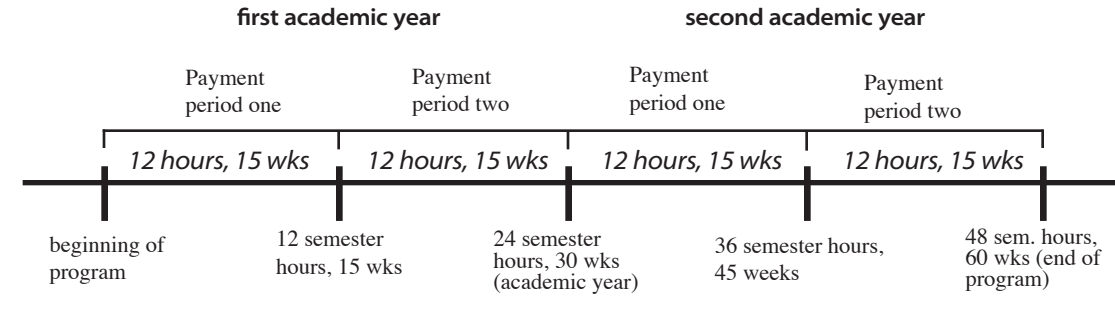 first academic year
second academic year
Payment
period one
Payment
period two
Payment
period one
Payment
period two
12 hours, 15 wks
12 hours, 15 wks
12 hours, 15 wks
12 hours, 15 wks
beginning of
program
12 semester
hours, 15 wks
24 semester
hours, 30 wks
(academic year)
36 semester hours,
45 weeks
48 sem. hours,
60 wks (end of
program)